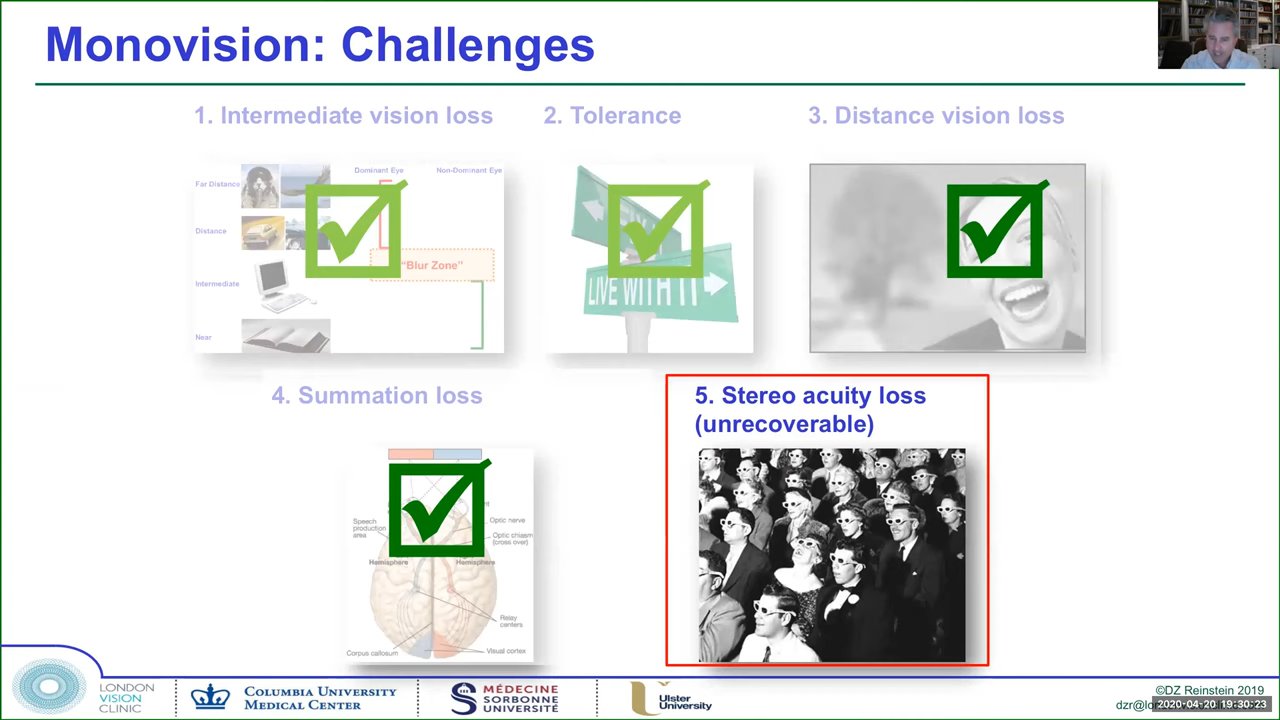 Monovision: Challenges
1. Intermediate vision loss
2. Tolerance
3. Distance vision loss
Dominant Eye
Non-Dominant Eye
Far Distance
Distance
"Blur Zone"
Intermediate
Near
LIVE WITH IT
4. Summation loss
5. Stereo acuity loss
(unrecoverable)
Speech
production
area
Optic nerve
Optic chiasm
(cross over)
Hemisphere
Hemisphere
Relay
centers
Corpus callosum
Visual cortex
LONDON
VISION
CLINIC
COLUMBIA UNIVERSITY
MEDICAL CENTER
MÉDECINE
SORBONNE
UNIVERSITÉ
Ulster
University
©DZ Reinstein 2019
2020-04-20 19:30:23